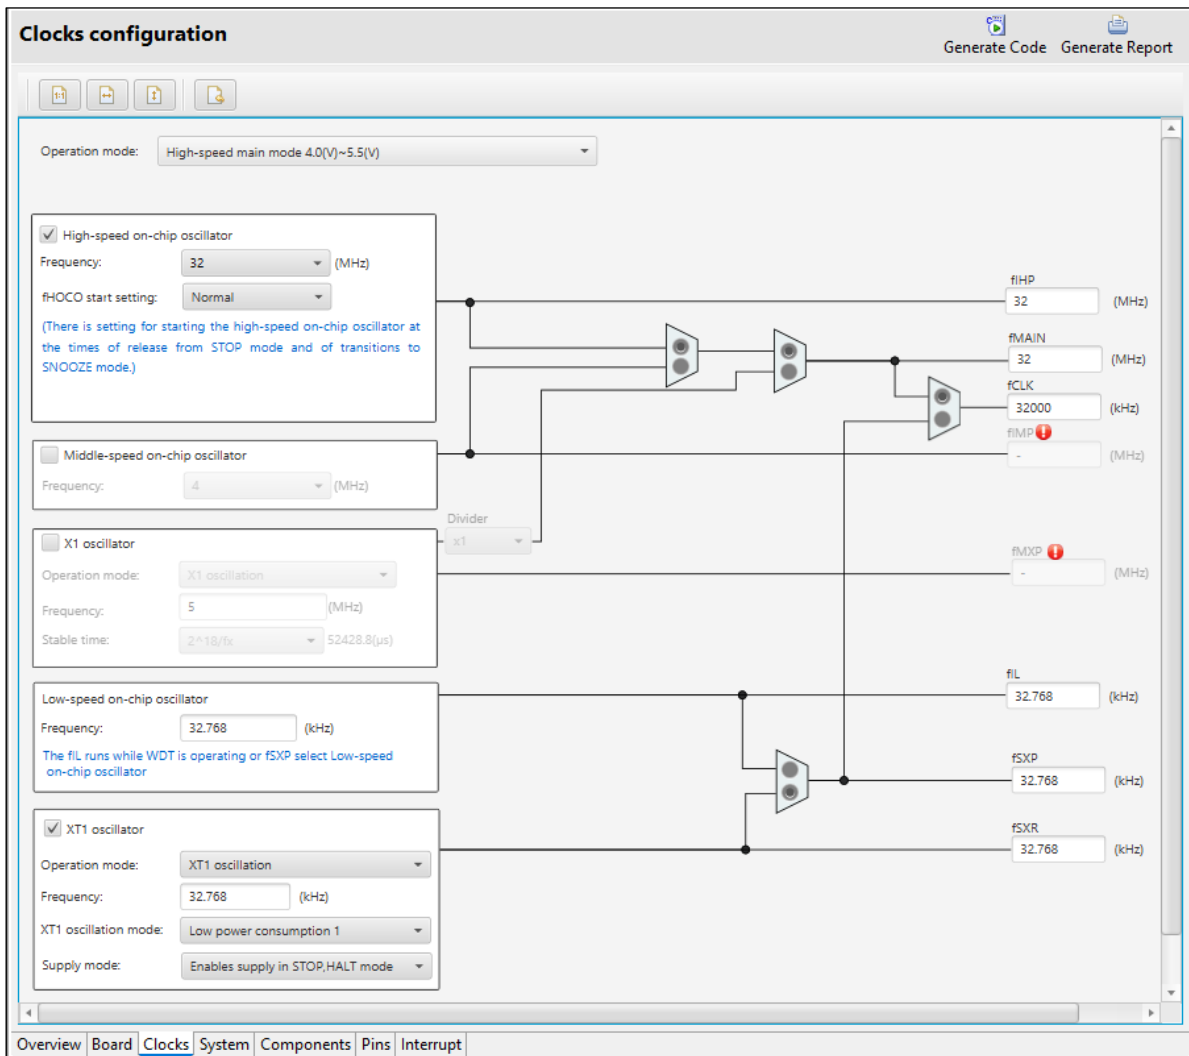 Clocks configuration
Generate Code Generate Report
1:1
Operation mode: High-speed main mode 4.0(V)~5.5(V)
High-speed on-chip oscillator
Frequency: 32 (MHz)
fHOCO start setting: Normal
(There is setting for starting the high-speed on-chip oscillator at
the times of release from STOP mode and of transitions to
SNOOZE mode.)
fIHP
32 (MHz)
fMAIN
32 (MHz)
fCLK
32000 (kHz)
fIMP
- (MHz)
Middle-speed on-chip oscillator
Frequency: 4 (MHz)
Divider
x1
X1 oscillator
Operation mode: X1 oscillation
Frequency: 5 (MHz)
Stable time: 2^18/fx 52428.8(μs)
fMXP
- (MHz)
Low-speed on-chip oscillator
Frequency: 32.768 (kHz)
The fIL runs while WDT is operating or fSXP select Low-speed
on-chip oscillator
fIL
32.768 (kHz)
fSXP
32.768 (kHz)
fSXR
32.768 (kHz)
XT1 oscillator
Operation mode: XT1 oscillation
Frequency: 32.768 (kHz)
XT1 oscillation mode: Low power consumption 1
Supply mode: Enables supply in STOP,HALT mode
Overview Board Clocks System Components Pins Interrupt